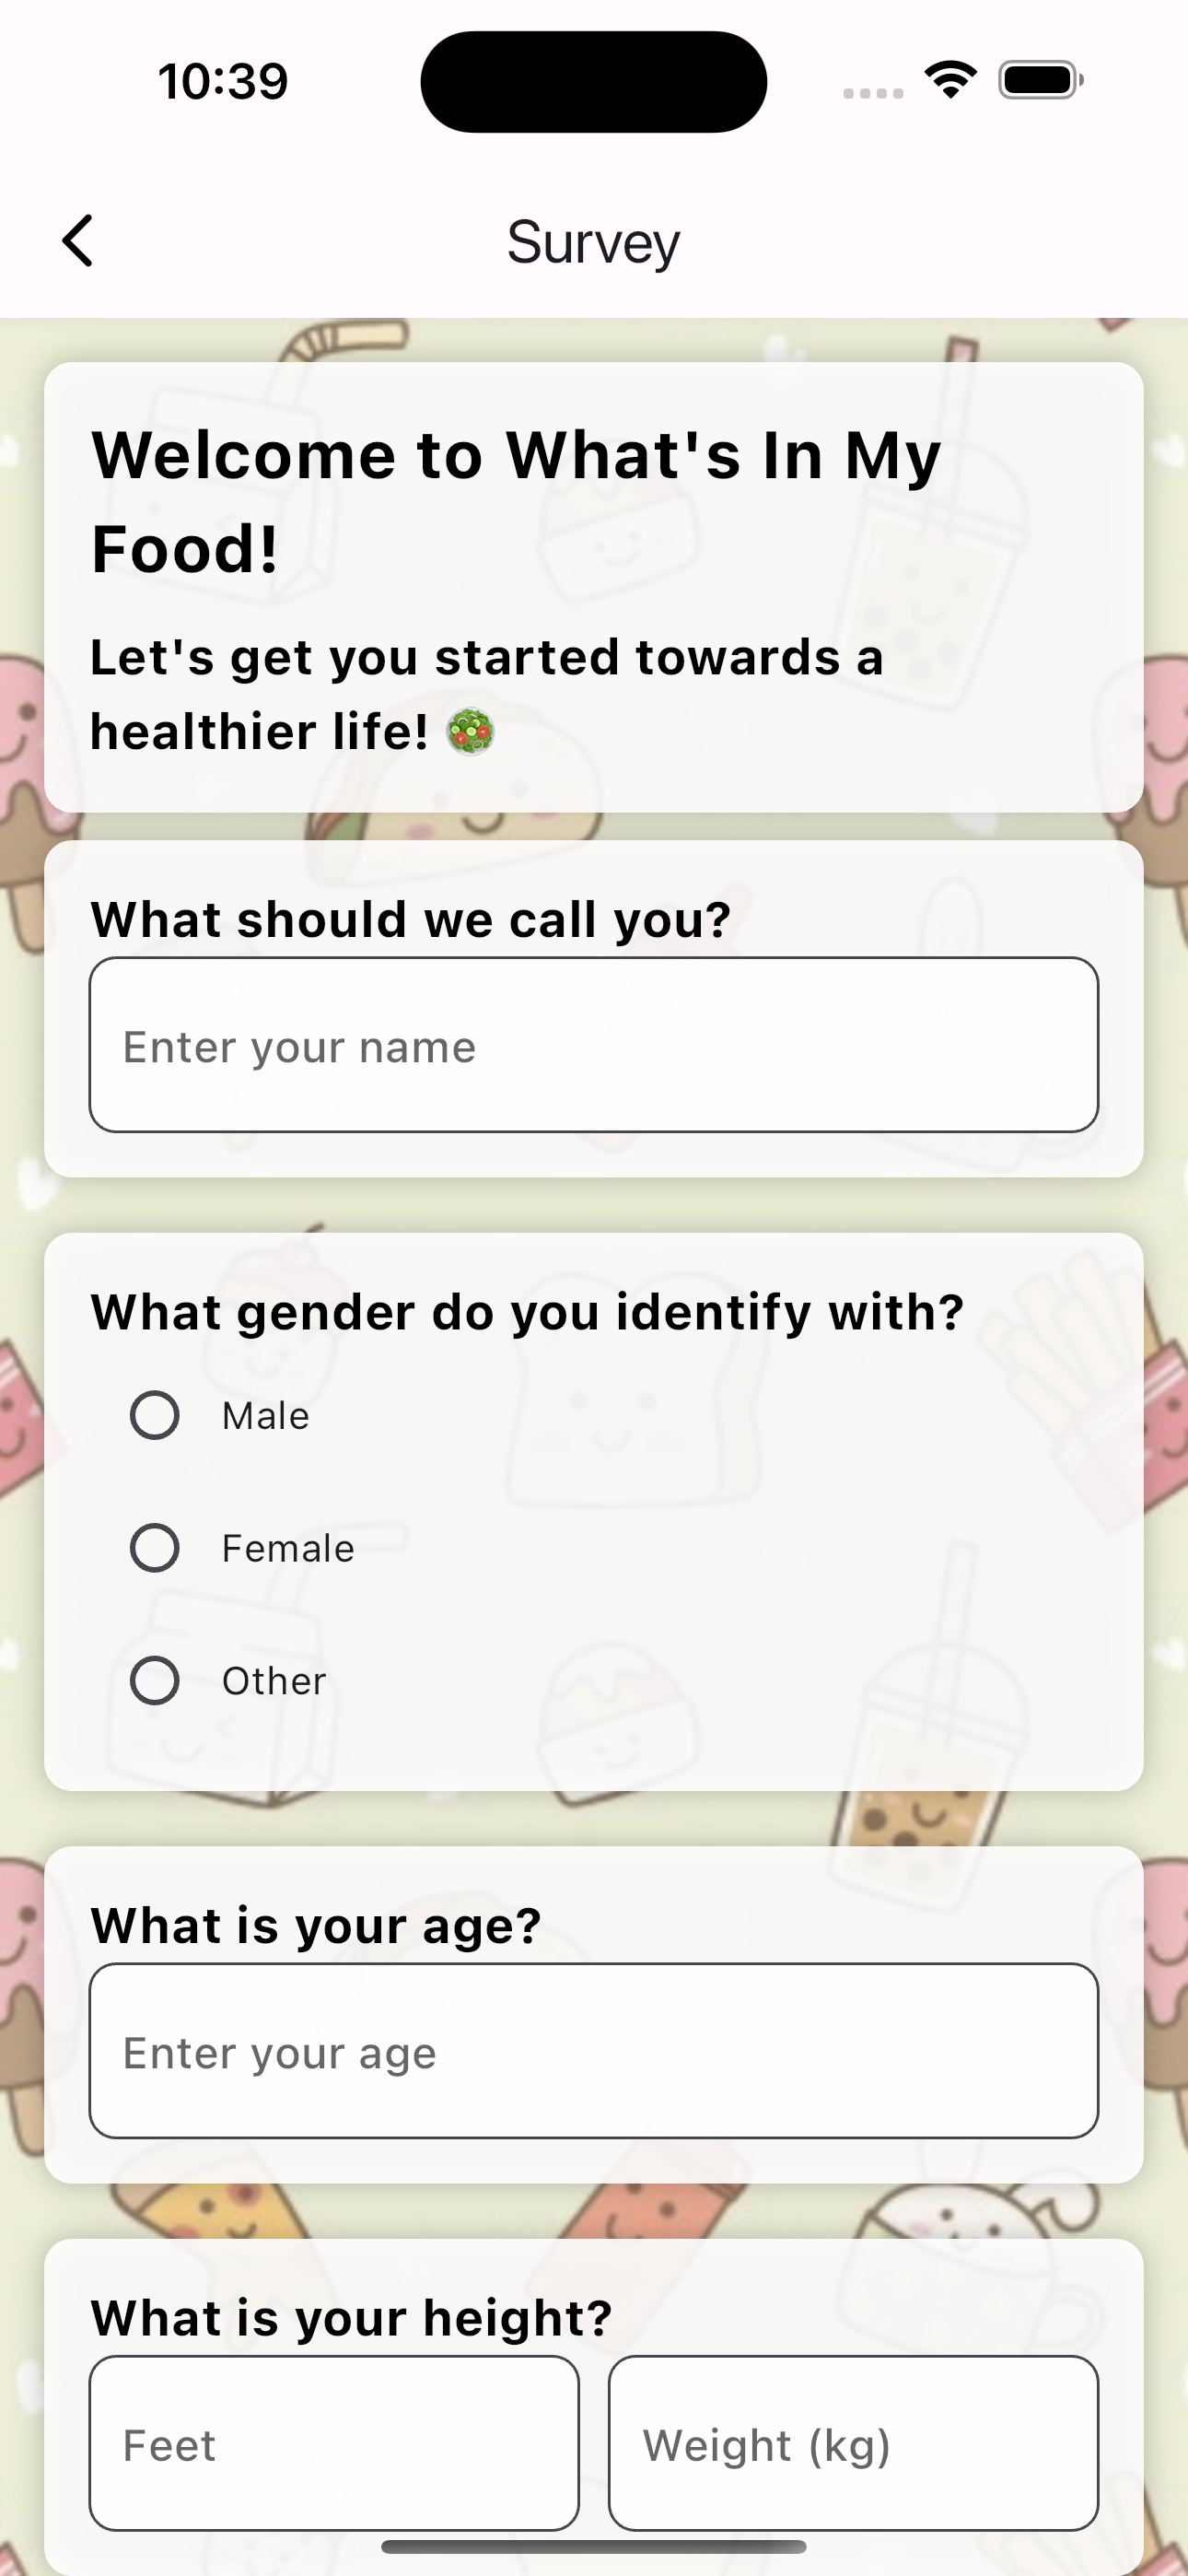 10:39
Survey
Welcome to What's In My
Food!
Let's get you started towards a
healthier life! 🥗
What should we call you?
Enter your name
What gender do you identify with?
Male
Female
Other
What is your age?
Enter your age
What is your height?
Feet
Weight (kg)